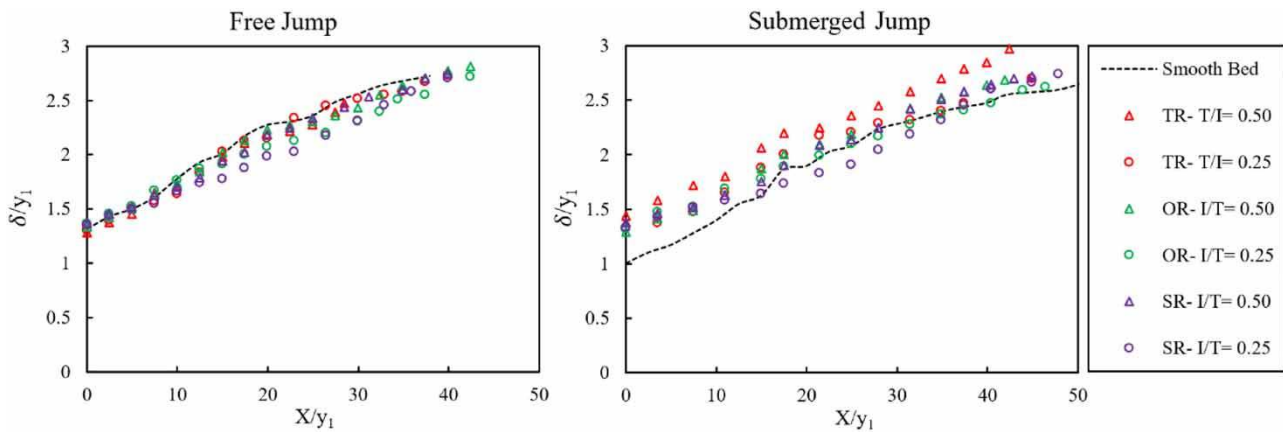 Free Jump
3
2.5
2
1.5
1
0.5
0
δ/y1
0 10 20 30 40 50
X/y1
Submerged Jump
3
2.5
2
1.5
1
0.5
0
δ/y1
0 10 20 30 40 50
X/y1
Smooth Bed
TR- T/I= 0.50
TR- T/I= 0.25
OR- I/T= 0.50
OR- I/T= 0.25
SR- I/T= 0.50
SR- I/T= 0.25